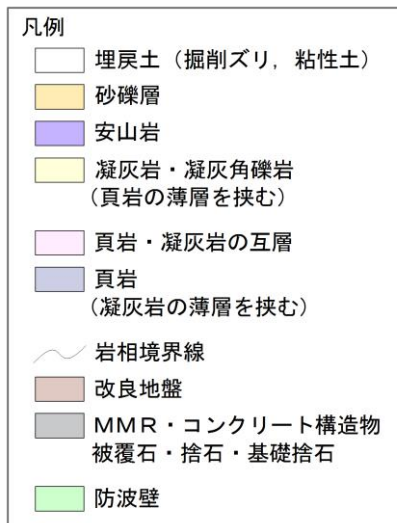 凡例
埋戻土（掘削ズリ，粘性土）
砂礫層
安山岩
凝灰岩・凝灰角礫岩
(頁岩の薄層を挟む)
頁岩・凝灰岩の互層
頁岩
(凝灰岩の薄層を挟む)
岩相境界線
改良地盤
ＭＭＲ・コンクリート構造物
被覆石・捨石・基礎捨石
防波壁